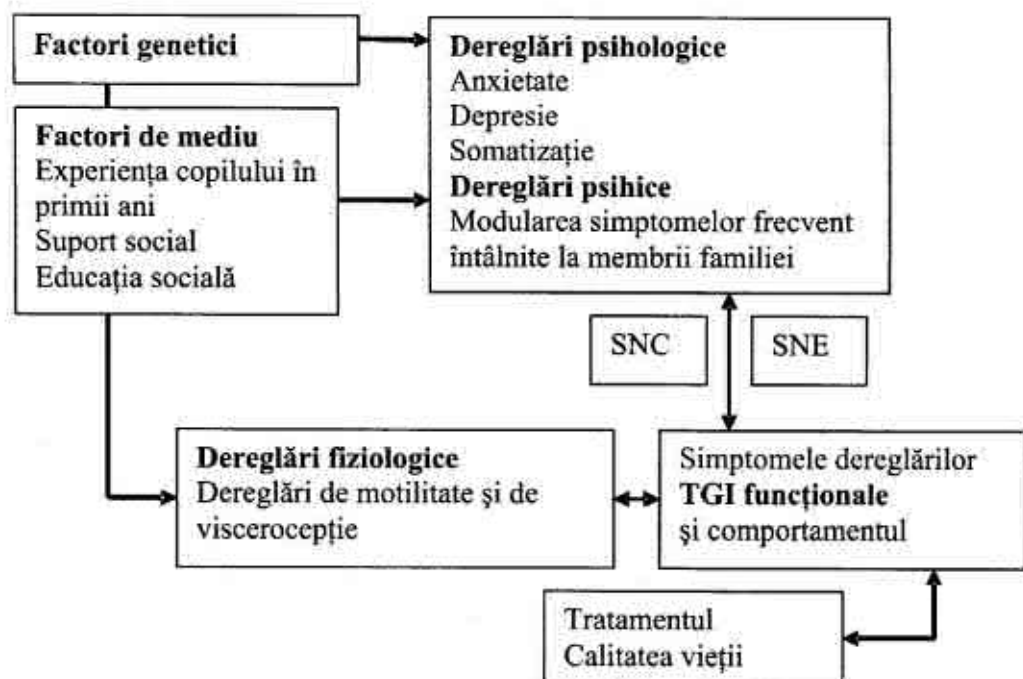 Factori genetici
Factori de mediu
Experiența copilului în
primii ani
Suport social
Educația socială
Dereglări psihologice
Anxietate
Depresie
Somatizație
Dereglări psihice
Modularea simptomelor frecvent
întâlnite la membrii familiei
SNC
SNE
Dereglări fiziologice
Dereglări de motilitate și de
viscerocepție
Simptomele dereglărilor
TGI funcționale
și comportamentul
Tratamentul
Calitatea vieții